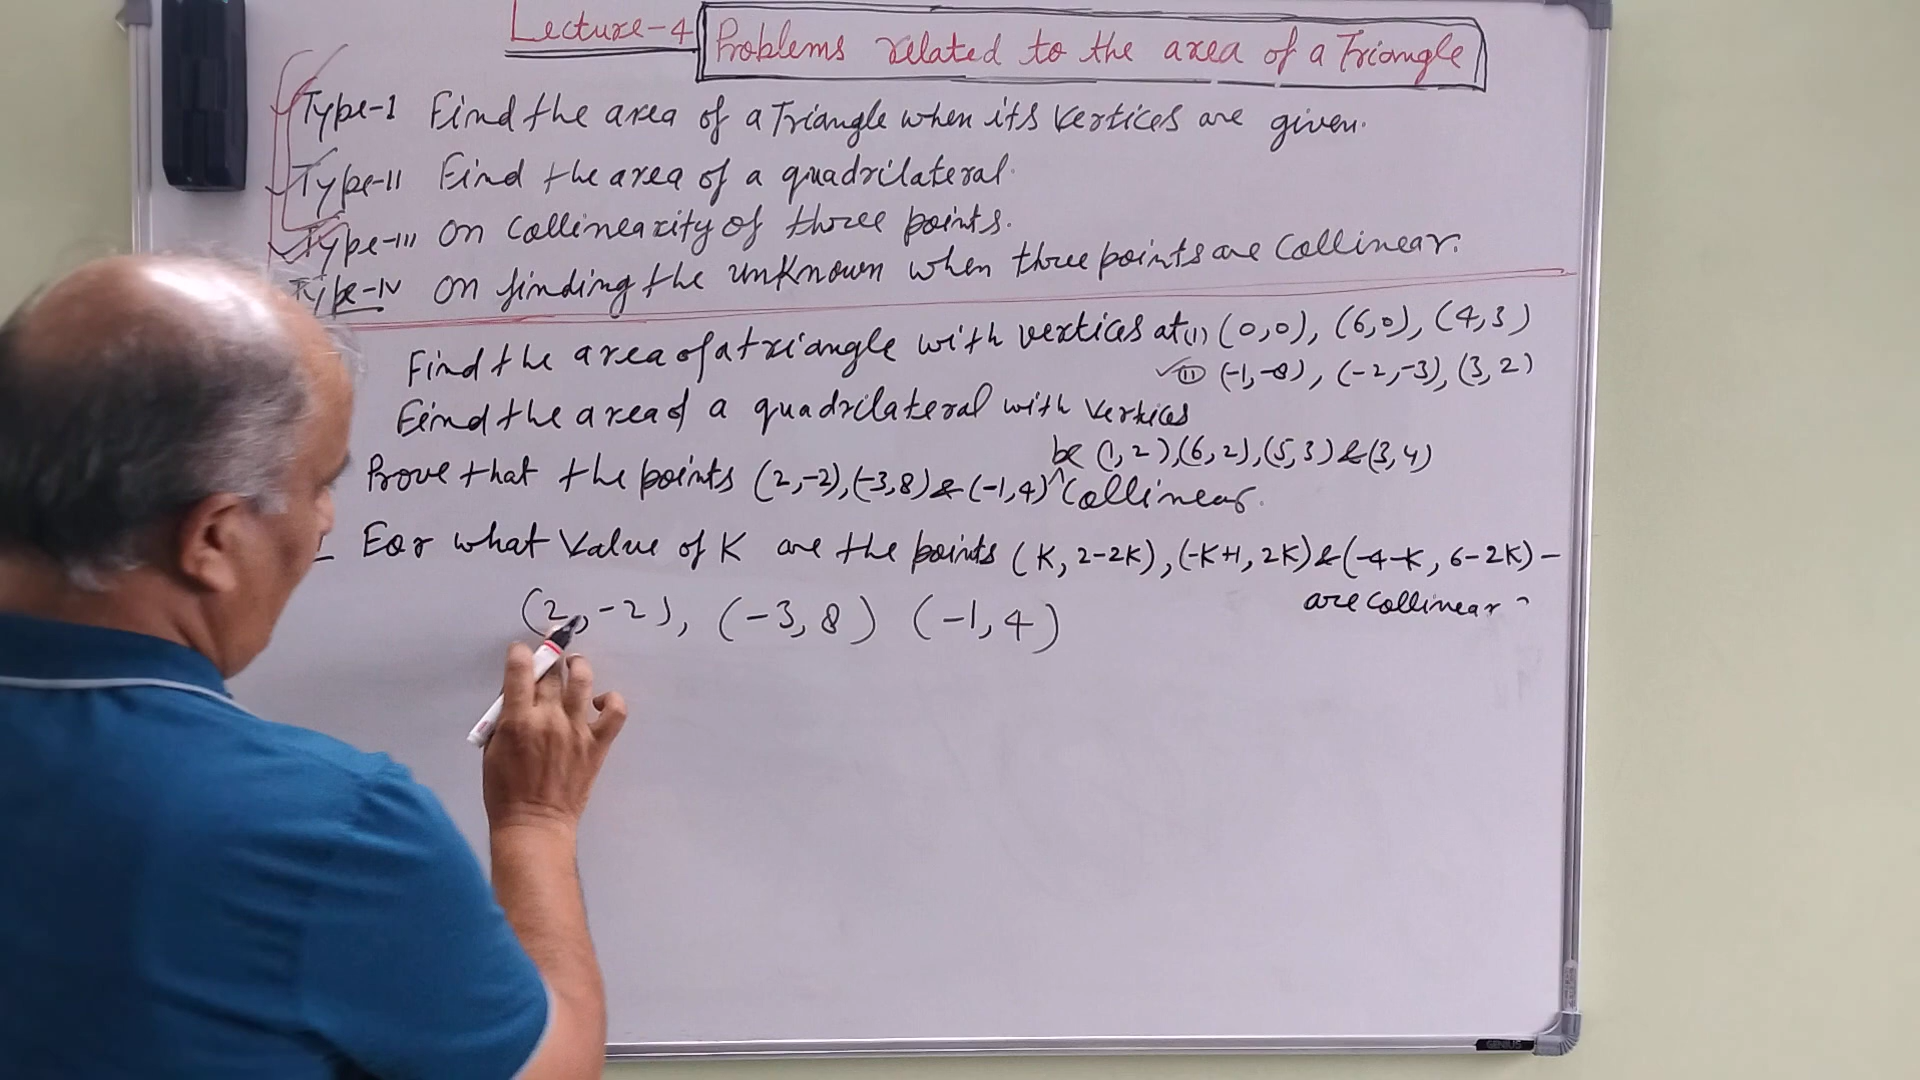 Lecture-4 Problems related to the area of a Triangle
Type-I Find the area of a Triangle when its vertices are given.
Type-II Find the area of a quadrilateral.
Type-III on collinearity of three points.
Type-IV on finding the unknown when three points are collinear.
Find the area of a triangle with vertices at (1) (0,0), (6,0), (4,3)
(11) (-1,-8), (-2,-3), (3,2)
Find the area of a quadrilateral with vertices
be (1,2), (6,2), (5,3) & (3,4)
Prove that the points (2,-2), (-3,8) & (-1,4) ^ Collinear.
For what value of K are the points (K, 2-2K), (-K+1, 2K) & (-4-K, 6-2K) -
are collinear
(2,-2), (-3,8) (-1,4)
GENIUS